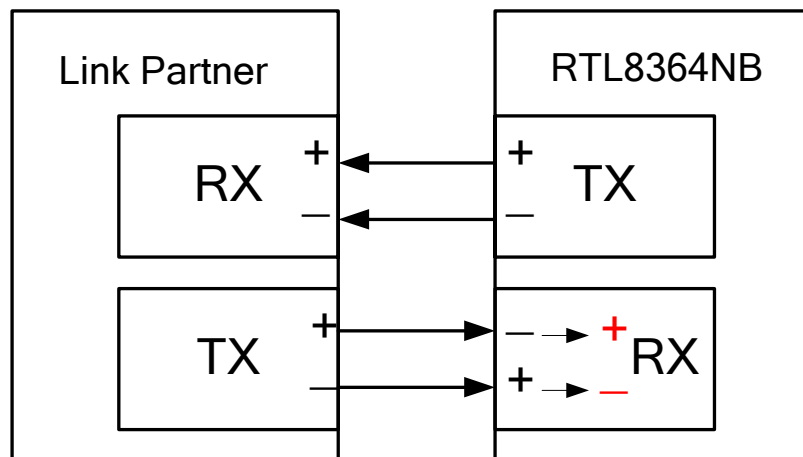 Link Partner
RTL8364NB
+
+
RX
TX
—
—
+
— +
TX
RX
—
+ —